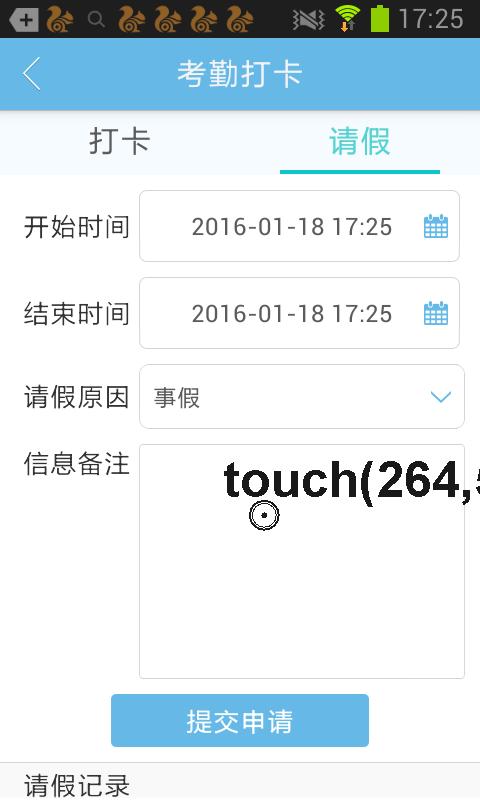 17:25
考勤打卡
打卡
请假
开始时间
2016-01-18 17:25
结束时间
2016-01-18 17:25
请假原因
事假
信息备注
touch(264,5
提交申请
请假记录